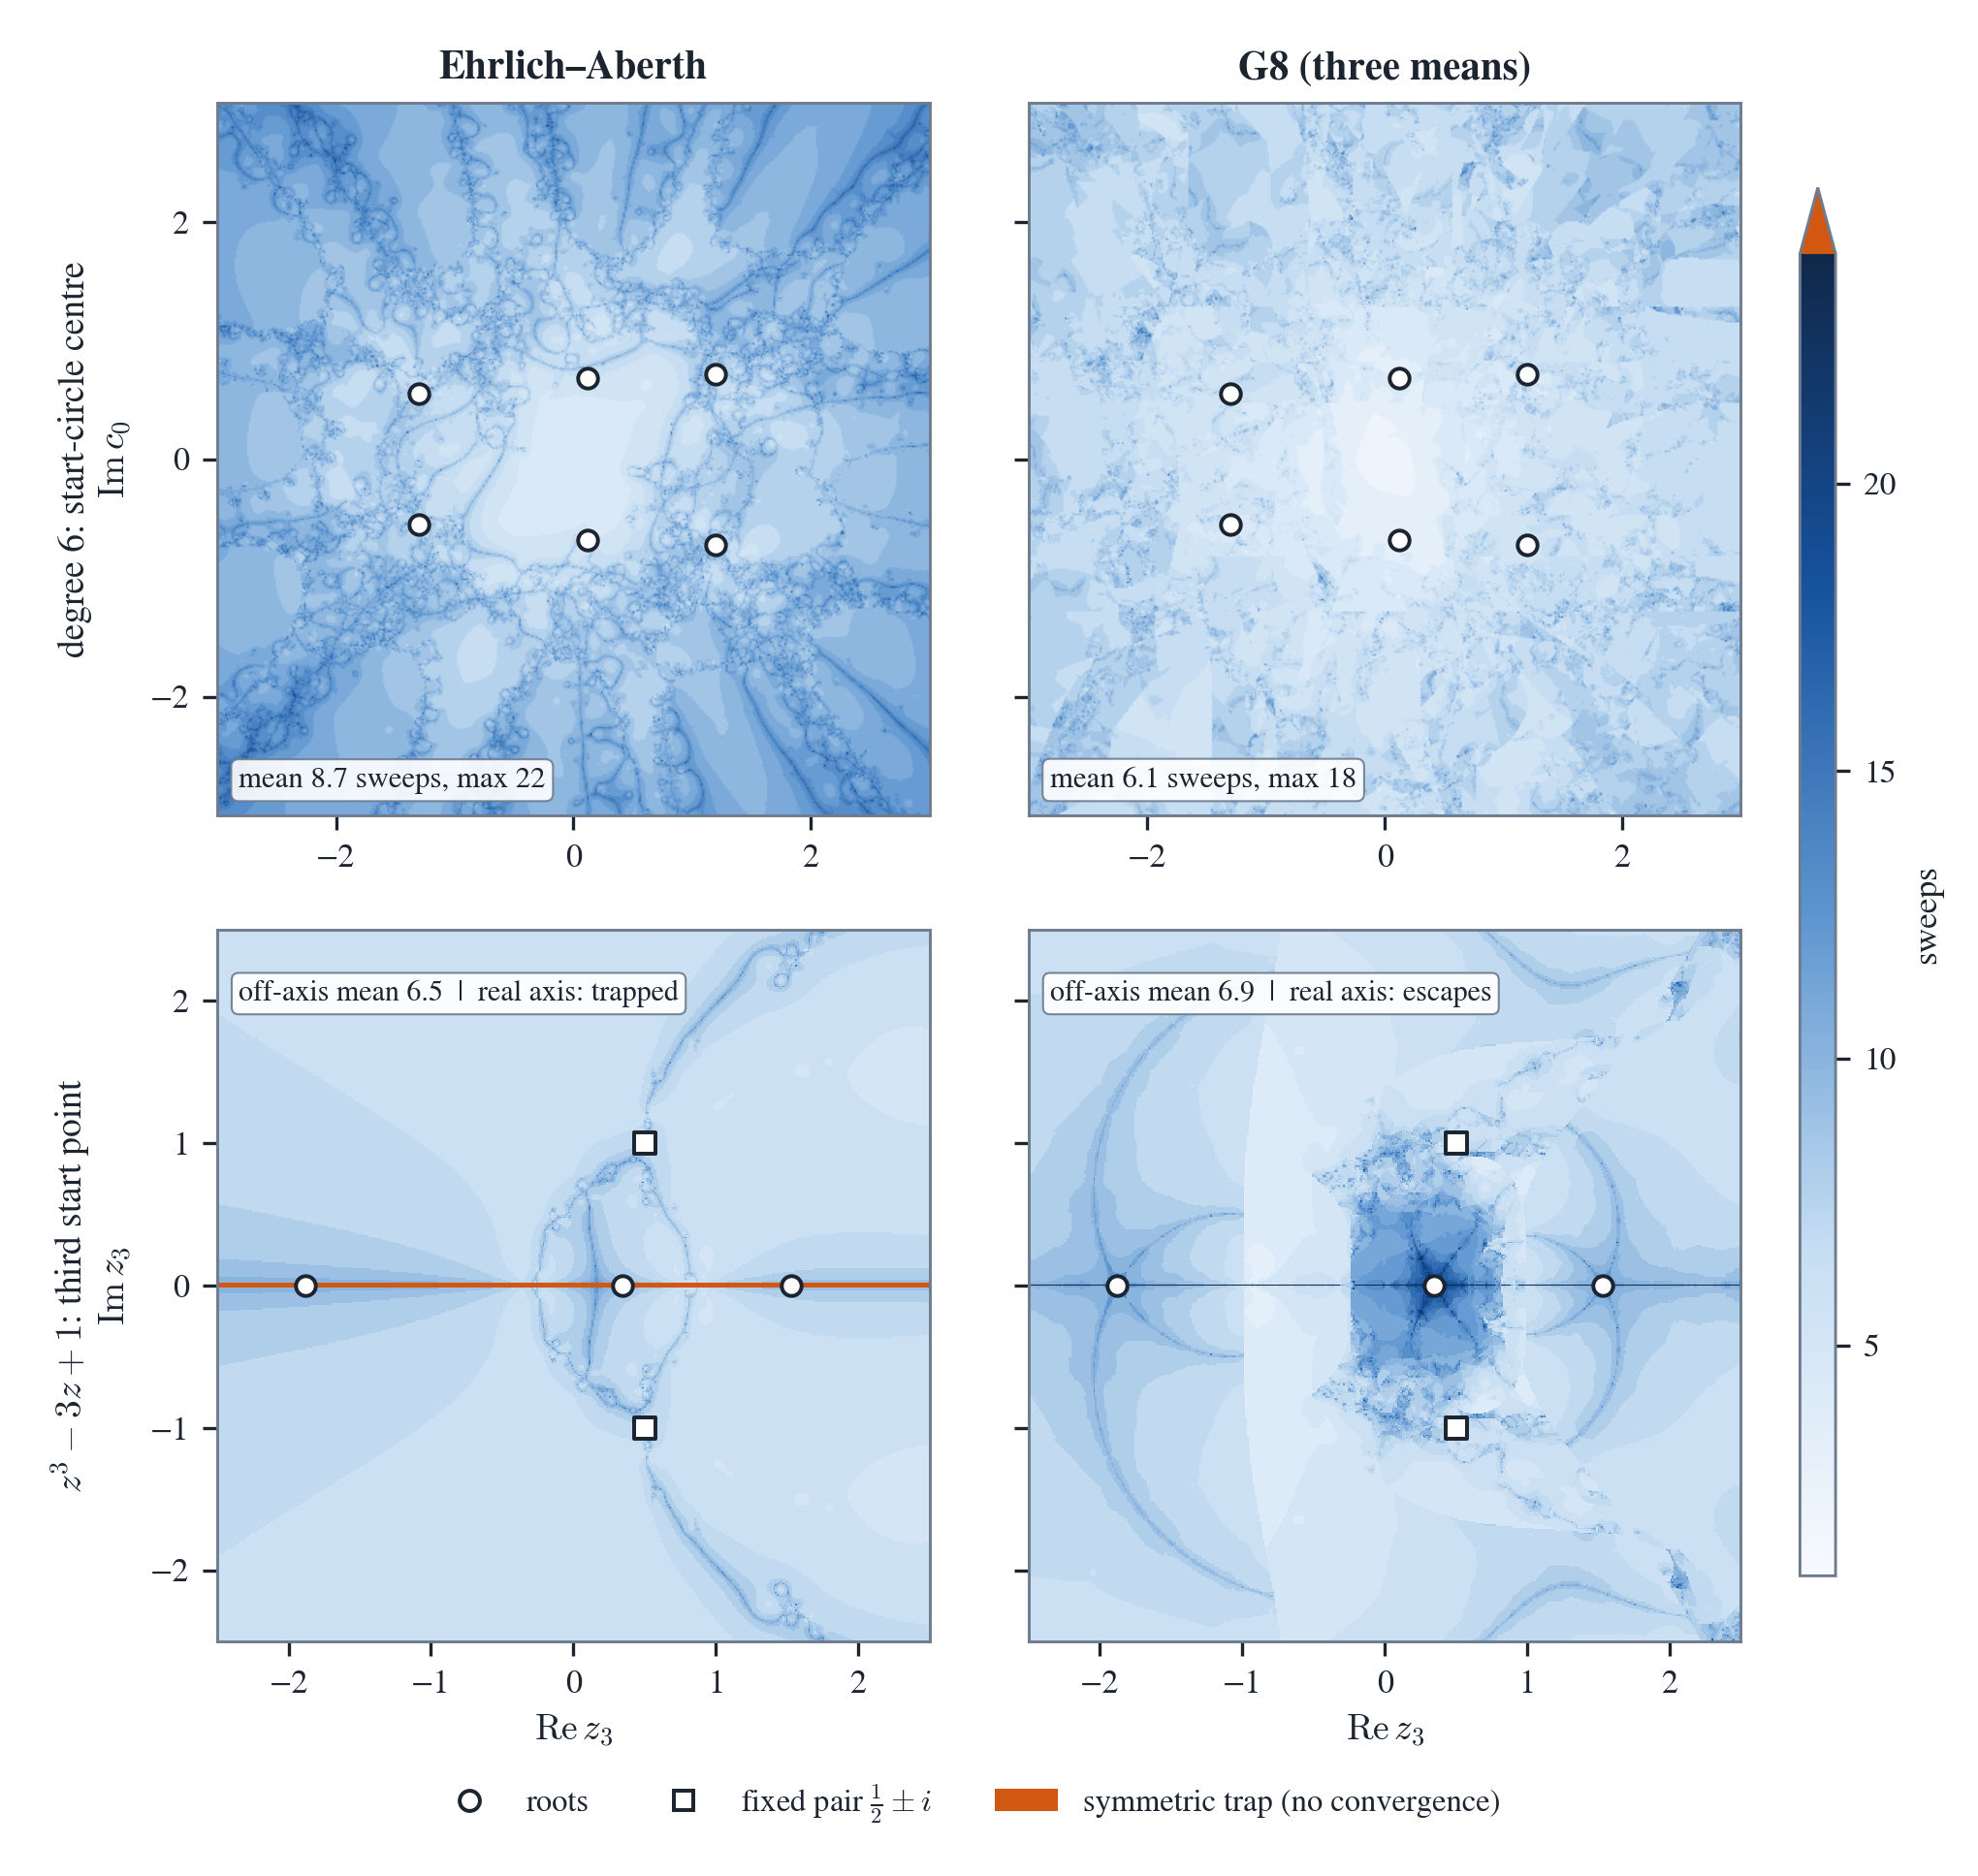 Ehrlich–Aberth
G8 (three means)
degree 6: start-circle centre
Im c₀
2
0
−2
mean 8.7 sweeps, max 22
mean 6.1 sweeps, max 18
−2 0 2
−2 0 2
z³ − 3z + 1: third start point
Im z₃
2
1
0
−1
−2
off-axis mean 6.5 | real axis: trapped
off-axis mean 6.9 | real axis: escapes
−2 −1 0 1 2
−2 −1 0 1 2
Re z₃
Re z₃
20
15
10
5
sweeps
roots
fixed pair ½ ± i
symmetric trap (no convergence)